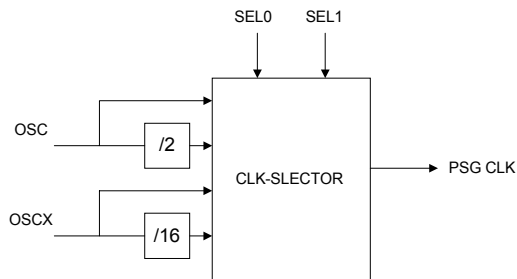 SEL0 SEL1
OSC
/2
CLK-SLECTOR
PSG CLK
OSCX
/16